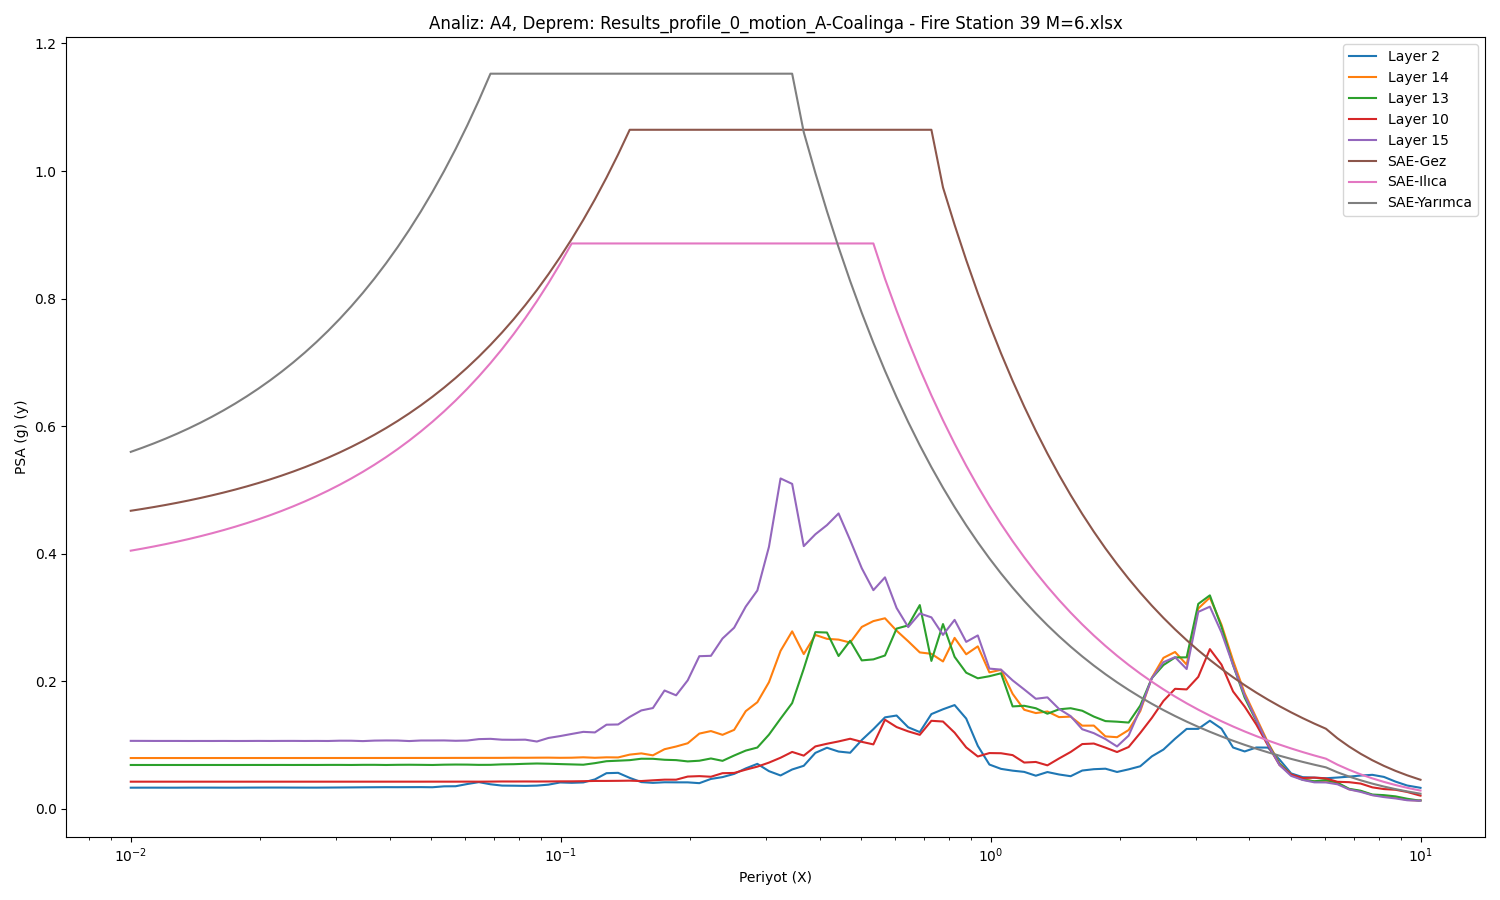 Analiz: A4, Deprem: Results_profile_0_motion_A-Coalinga - Fire Station 39 M=6.xlsx
PSA (g) (y)
1.2
1.0
0.8
0.6
0.4
0.2
0.0
Layer 2
Layer 14
Layer 13
Layer 10
Layer 15
SAE-Gez
SAE-Ilıca
SAE-Yarımca
10⁻²
10⁻¹
10⁰
10¹
Periyot (X)